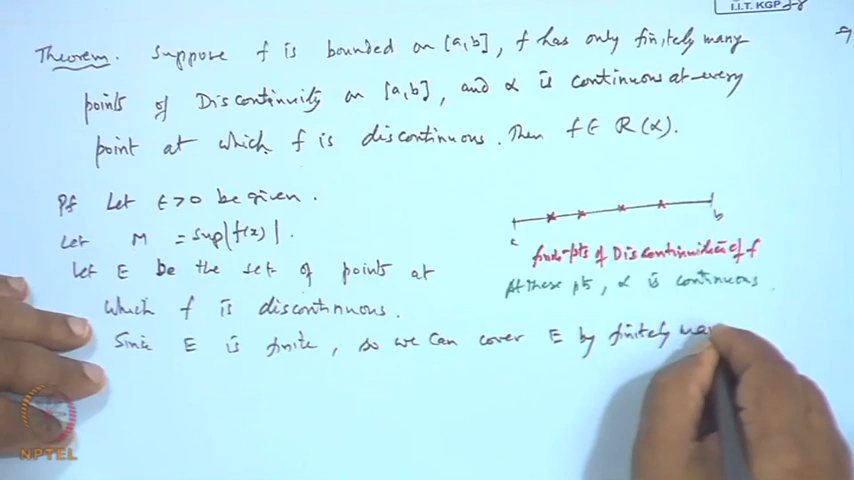 I.I.T. KGP
Theorem. Suppose f is bounded on [a,b], f has only finitely many
points of Discontinuity on [a,b], and α is continuous at every
point at which f is discontinuous. Then f ∈ R(α).
Pf Let ε>0 be given.
Let M = sup|f(x)|.
Let E be the set of points at
which f is discontinuous.
Since E is finite, so we can cover E by finitely man
b
finite pts of Discontinuities of f
At these pts, α is continuous.
NPTEL